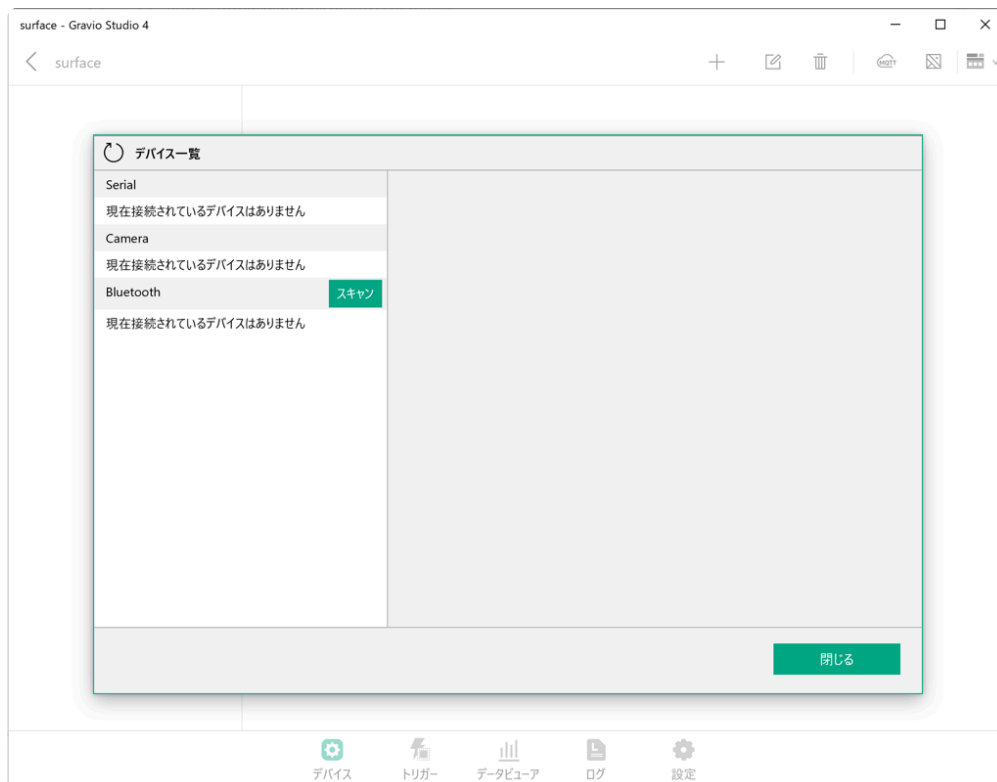 surface - Gravio Studio 4
surface
MQTT
デバイス一覧
Serial
現在接続されているデバイスはありません
Camera
現在接続されているデバイスはありません
Bluetooth
スキャン
現在接続されているデバイスはありません
閉じる
デバイス
トリガー
データビューア
ログ
設定